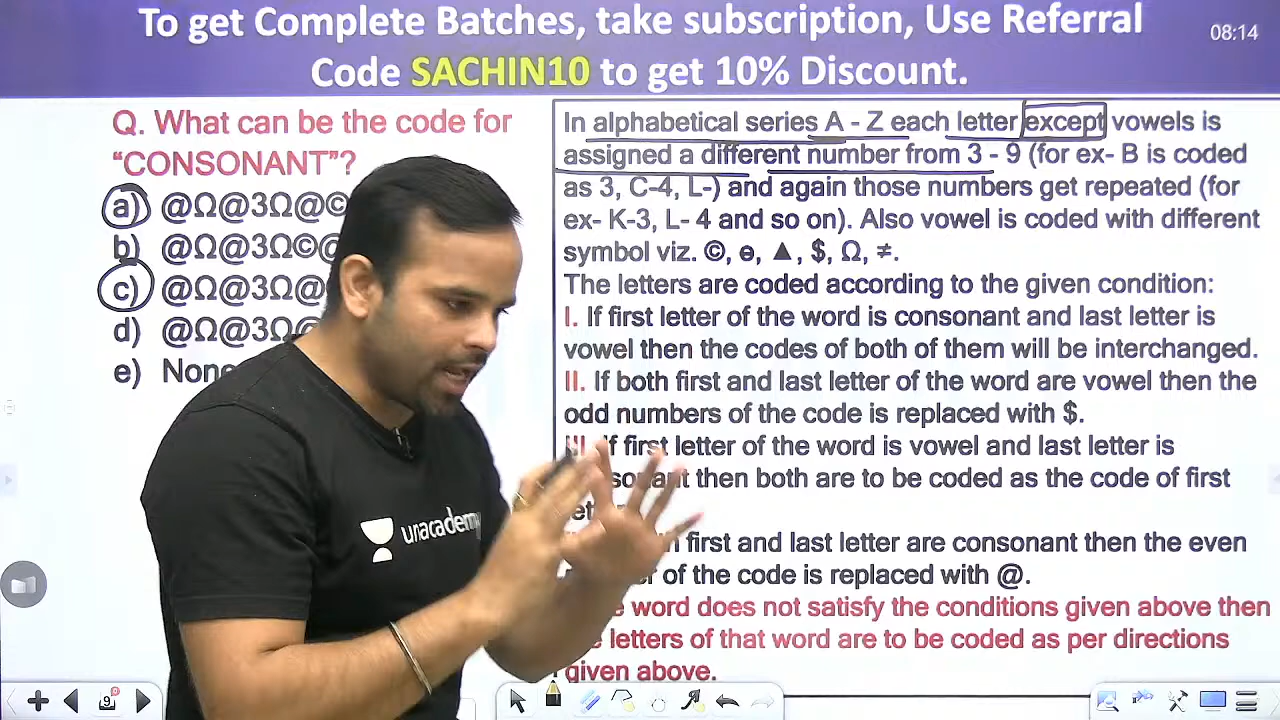 To get Complete Batches, take subscription, Use Referral
Code SACHIN10 to get 10% Discount.
08:14
Q. What can be the code for
“CONSONANT”?
a) @Ω@3Ω@©
b) @Ω@3Ω©@
c) @Ω@3Ω@
d) @Ω@3Ω@
e) None
In alphabetical series A - Z each letter except vowels is
assigned a different number from 3 - 9 (for ex- B is coded
as 3, C-4, L-) and again those numbers get repeated (for
ex- K-3, L- 4 and so on). Also vowel is coded with different
symbol viz. ©, ɵ, ▲, $, Ω, ≠.
The letters are coded according to the given condition:
I. If first letter of the word is consonant and last letter is
vowel then the codes of both of them will be interchanged.
II. If both first and last letter of the word are vowel then the
odd numbers of the code is replaced with $.
If first letter of the word is vowel and last letter is
then both are to be coded as the code of first
first and last letter are consonant then the even
of the code is replaced with @.
word does not satisfy the conditions given above then
letters of that word are to be coded as per directions
given above.
unacademy
9